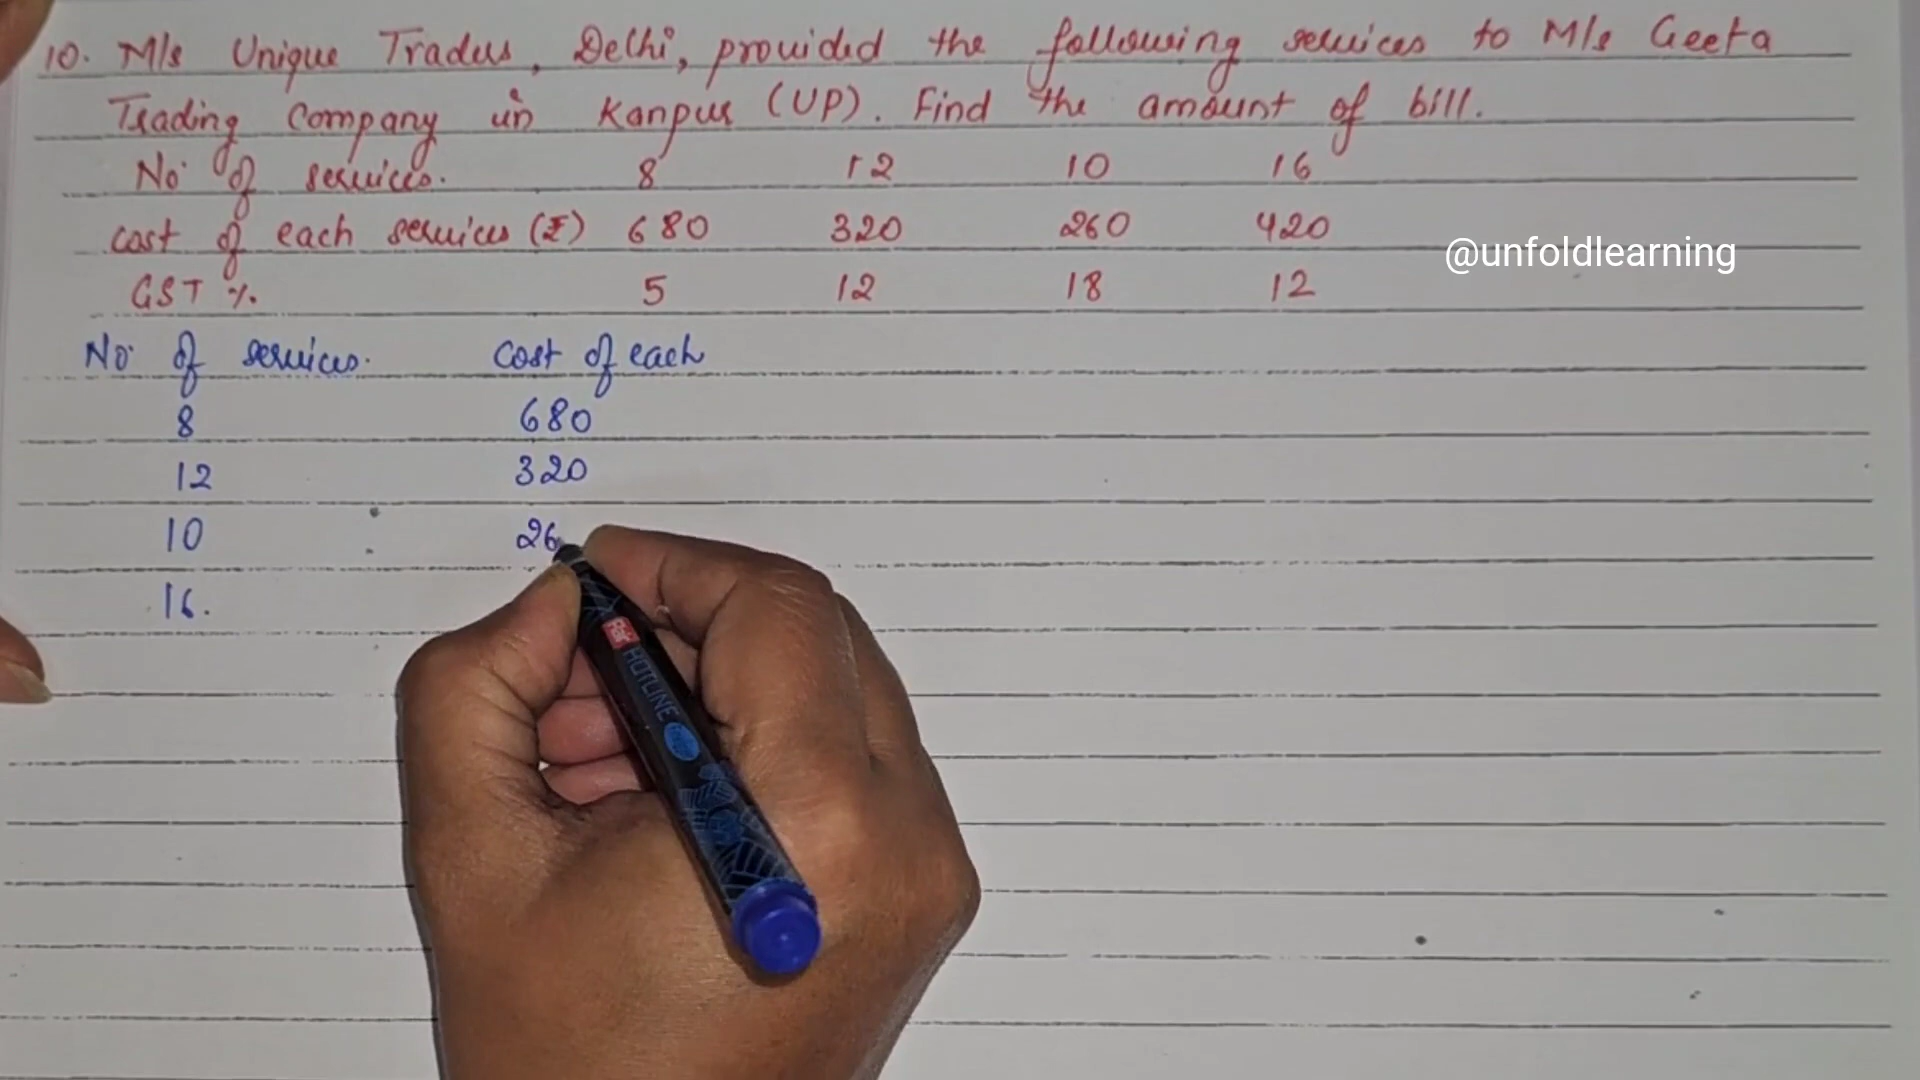 10. M/s Unique Traders, Delhi, provided the following services to M/s Geeta
Trading Company in Kanpur (UP). Find the amount of bill.
No. of services. 8 12 10 16
cost of each services (₹) 680 320 260 420
@unfoldlearning
GST %. 5 12 18 12
No. of services. Cost of each
8 680
12 320
10 26
16.
HOTLINE